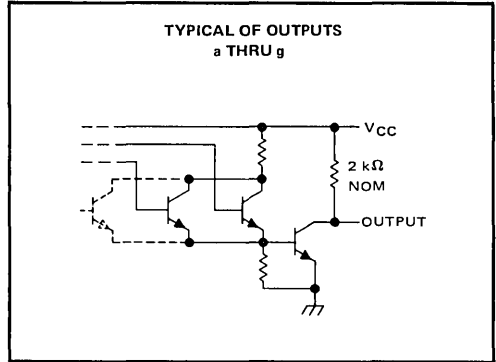 TYPICAL OF OUTPUTS
a THRU g
VCC
2 kΩ
NOM
OUTPUT